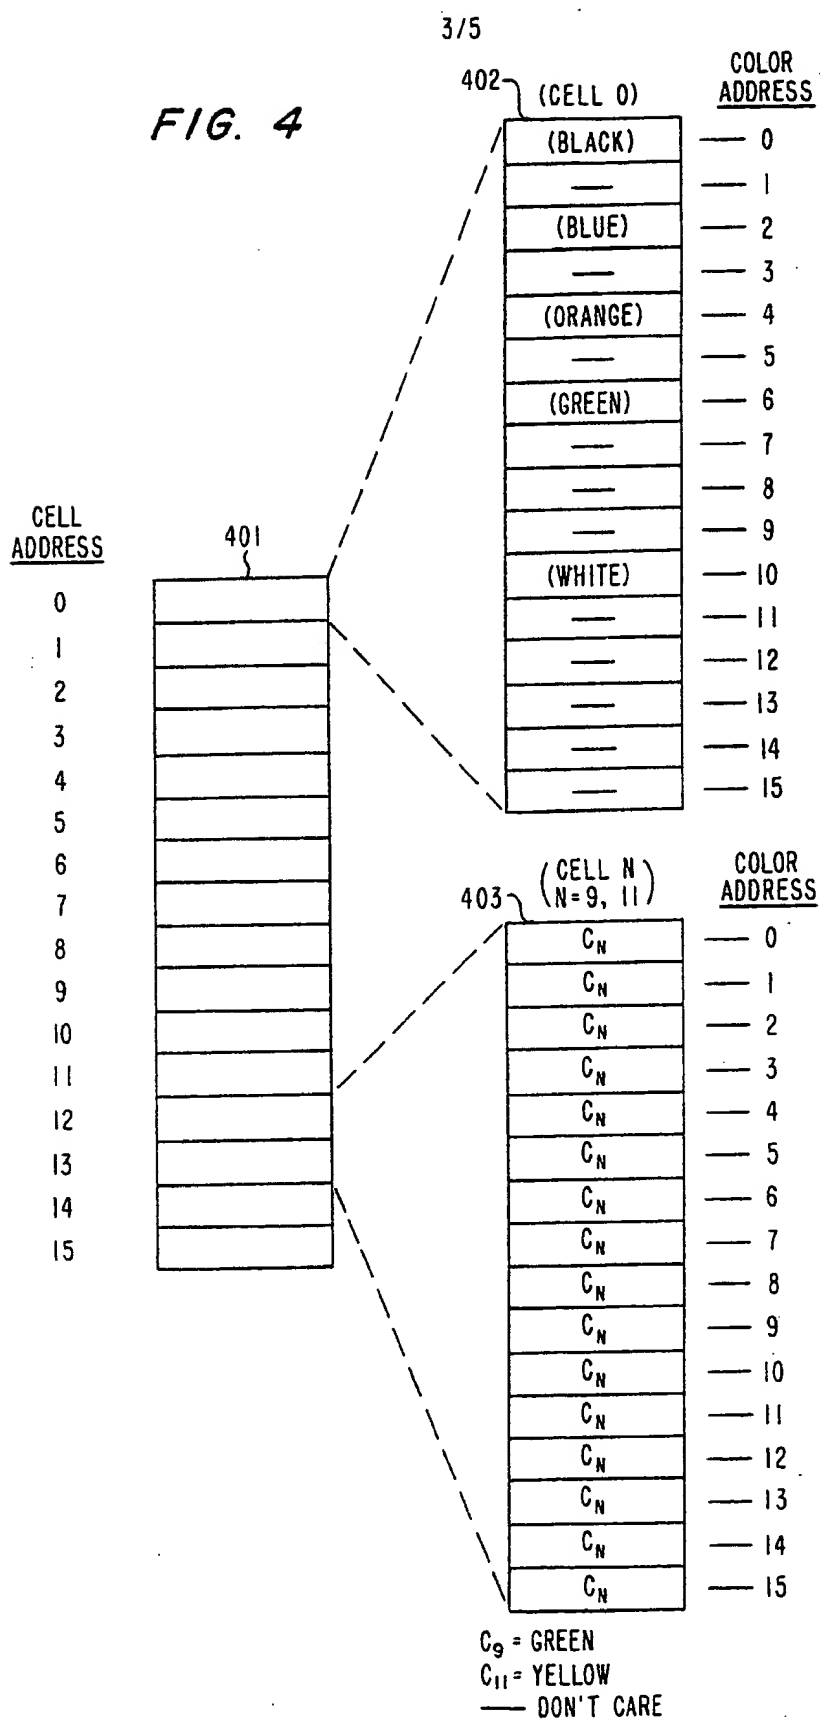 3/5
FIG. 4
402
(CELL 0)
COLOR
ADDRESS
(BLACK) — 0
— — 1
(BLUE) — 2
— — 3
(ORANGE) — 4
— — 5
(GREEN) — 6
— — 7
— — 8
— — 9
(WHITE) — 10
— — 11
— — 12
— — 13
— — 14
— — 15
CELL
ADDRESS
401
0
1
2
3
4
5
6
7
8
9
10
11
12
13
14
15
403
(CELL N
N=9, 11)
COLOR
ADDRESS
C_N — 0
C_N — 1
C_N — 2
C_N — 3
C_N — 4
C_N — 5
C_N — 6
C_N — 7
C_N — 8
C_N — 9
C_N — 10
C_N — 11
C_N — 12
C_N — 13
C_N — 14
C_N — 15
C₉ = GREEN
C₁₁ = YELLOW
— DON'T CARE